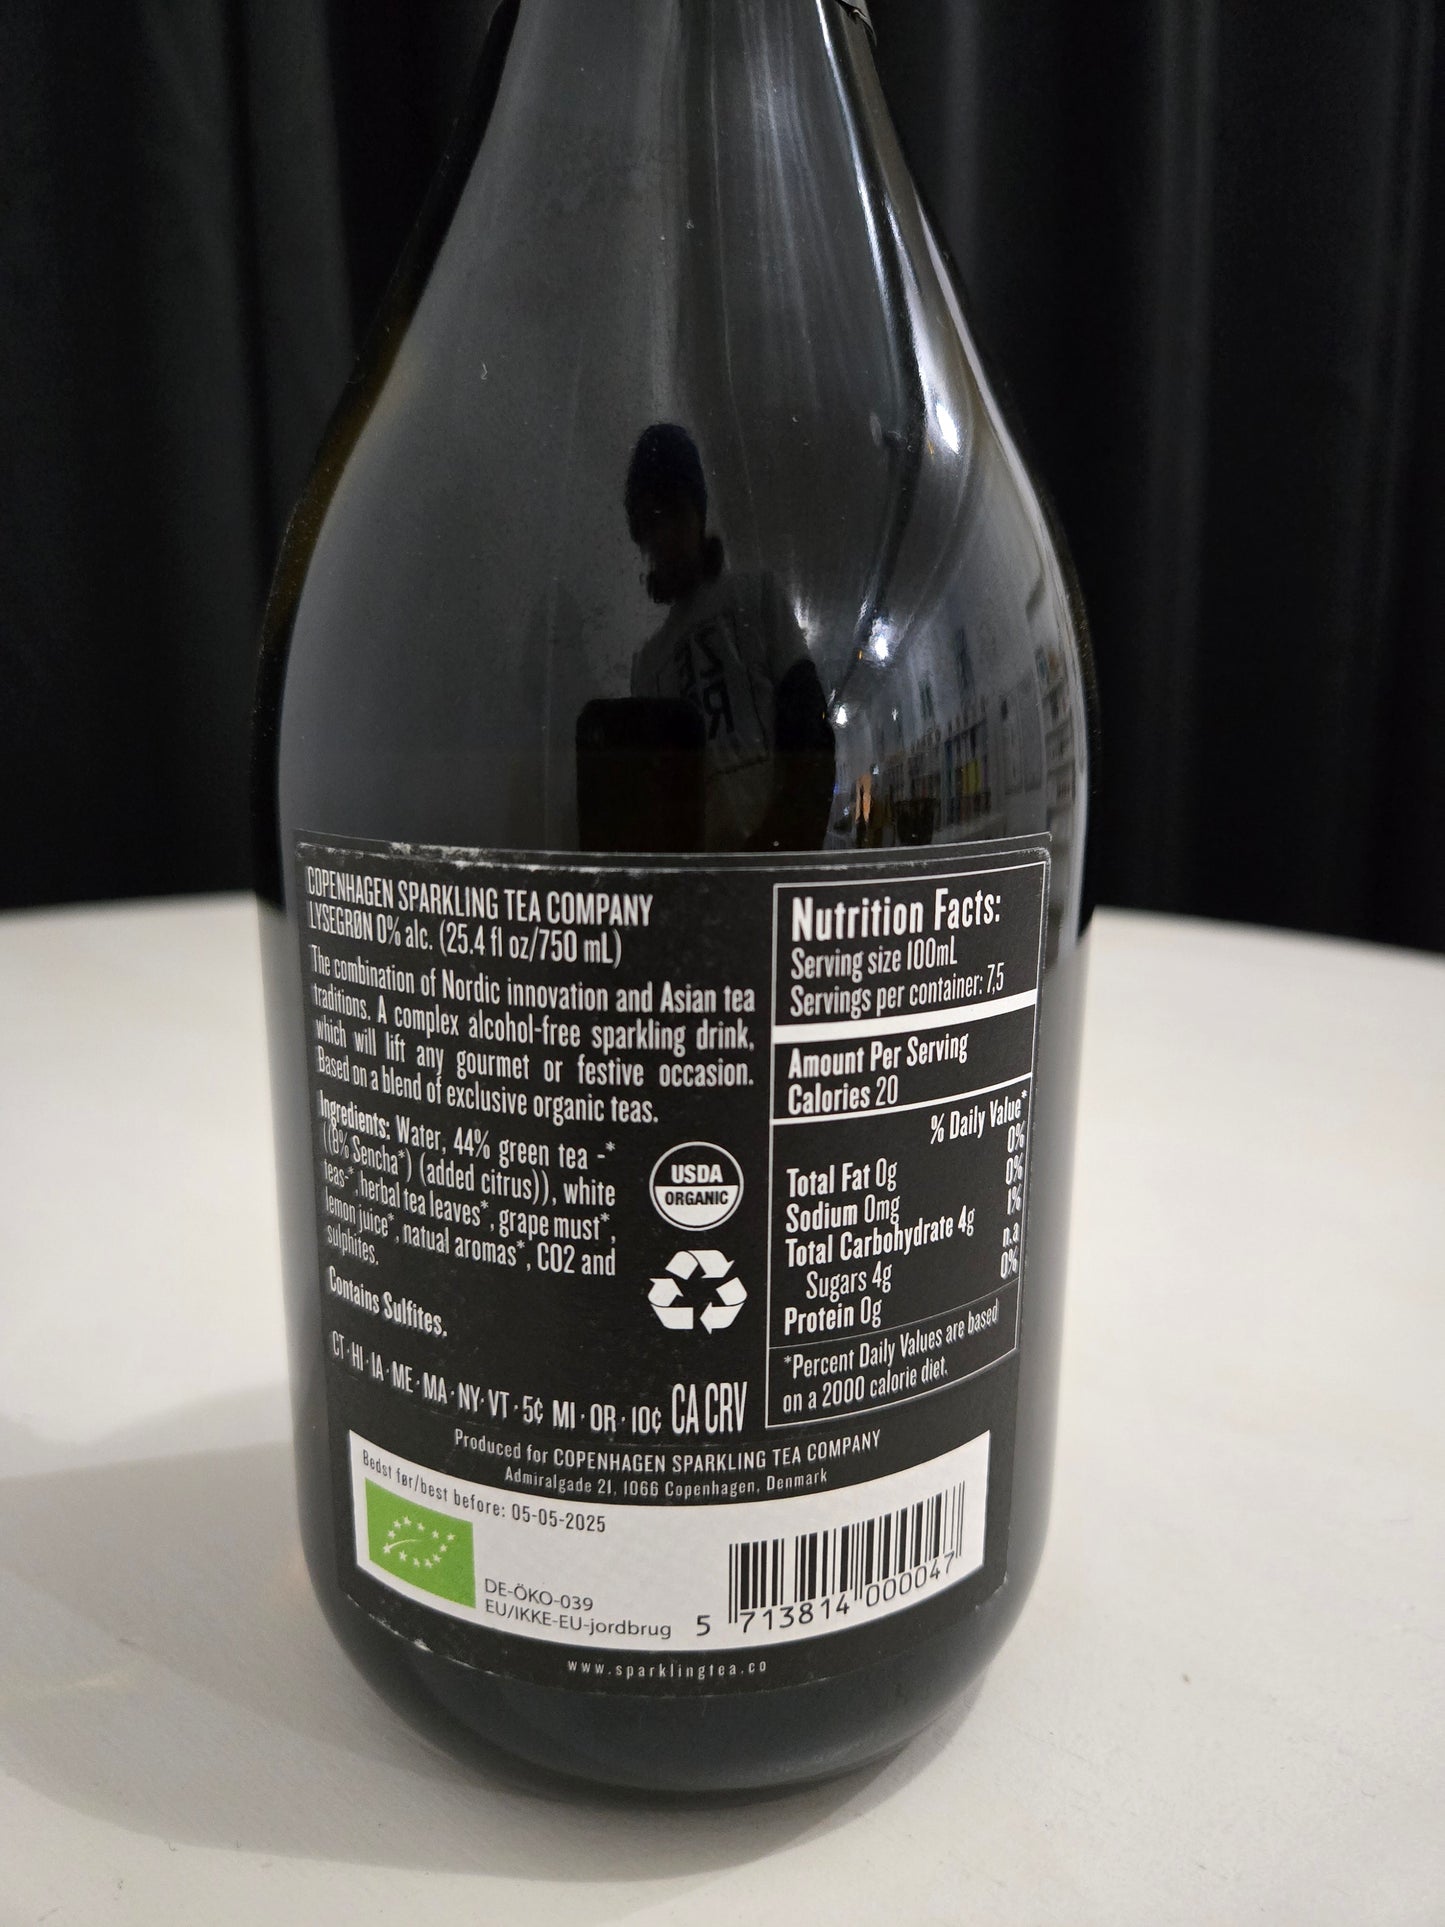 COPENHAGEN SPARKLING TEA COMPANY
LYSEGRØN 0% alc. (25.4 fl oz/750 mL)
The combination of Nordic innovation and Asian tea
traditions. A complex alcohol-free sparkling drink,
which will lift any gourmet or festive occasion.
Based on a blend of exclusive organic teas.
Ingredients: Water, 44% green tea -*
((8% Sencha*) (added citrus)), white
teas-*, herbal tea leaves*, grape must*,
lemon juice*, natual aromas*, CO2 and
sulphites.
Contains Sulfites.
USDA
ORGANIC
CT·HI·IA·ME·MA·NY·VT·5¢ MI·OR·10¢ CA CRV
Nutrition Facts:
Serving size 100mL
Servings per container: 7,5
Amount Per Serving
Calories 20
% Daily Value*
Total Fat 0g 0%
Sodium 0mg 0%
Total Carbohydrate 4g 1%
Sugars 4g n.a
Protein 0g 0%
*Percent Daily Values are based
on a 2000 calorie diet.
Produced for COPENHAGEN SPARKLING TEA COMPANY
Admiralgade 21, 1066 Copenhagen, Denmark
Bedst før/best before: 05-05-2025
DE-ÖKO-039
EU/IKKE-EU-jordbrug
5 713814 000047
www.sparklingtea.co